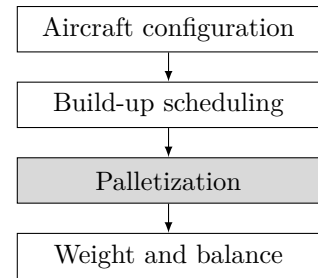 Aircraft configuration
Build-up scheduling
Palletization
Weight and balance